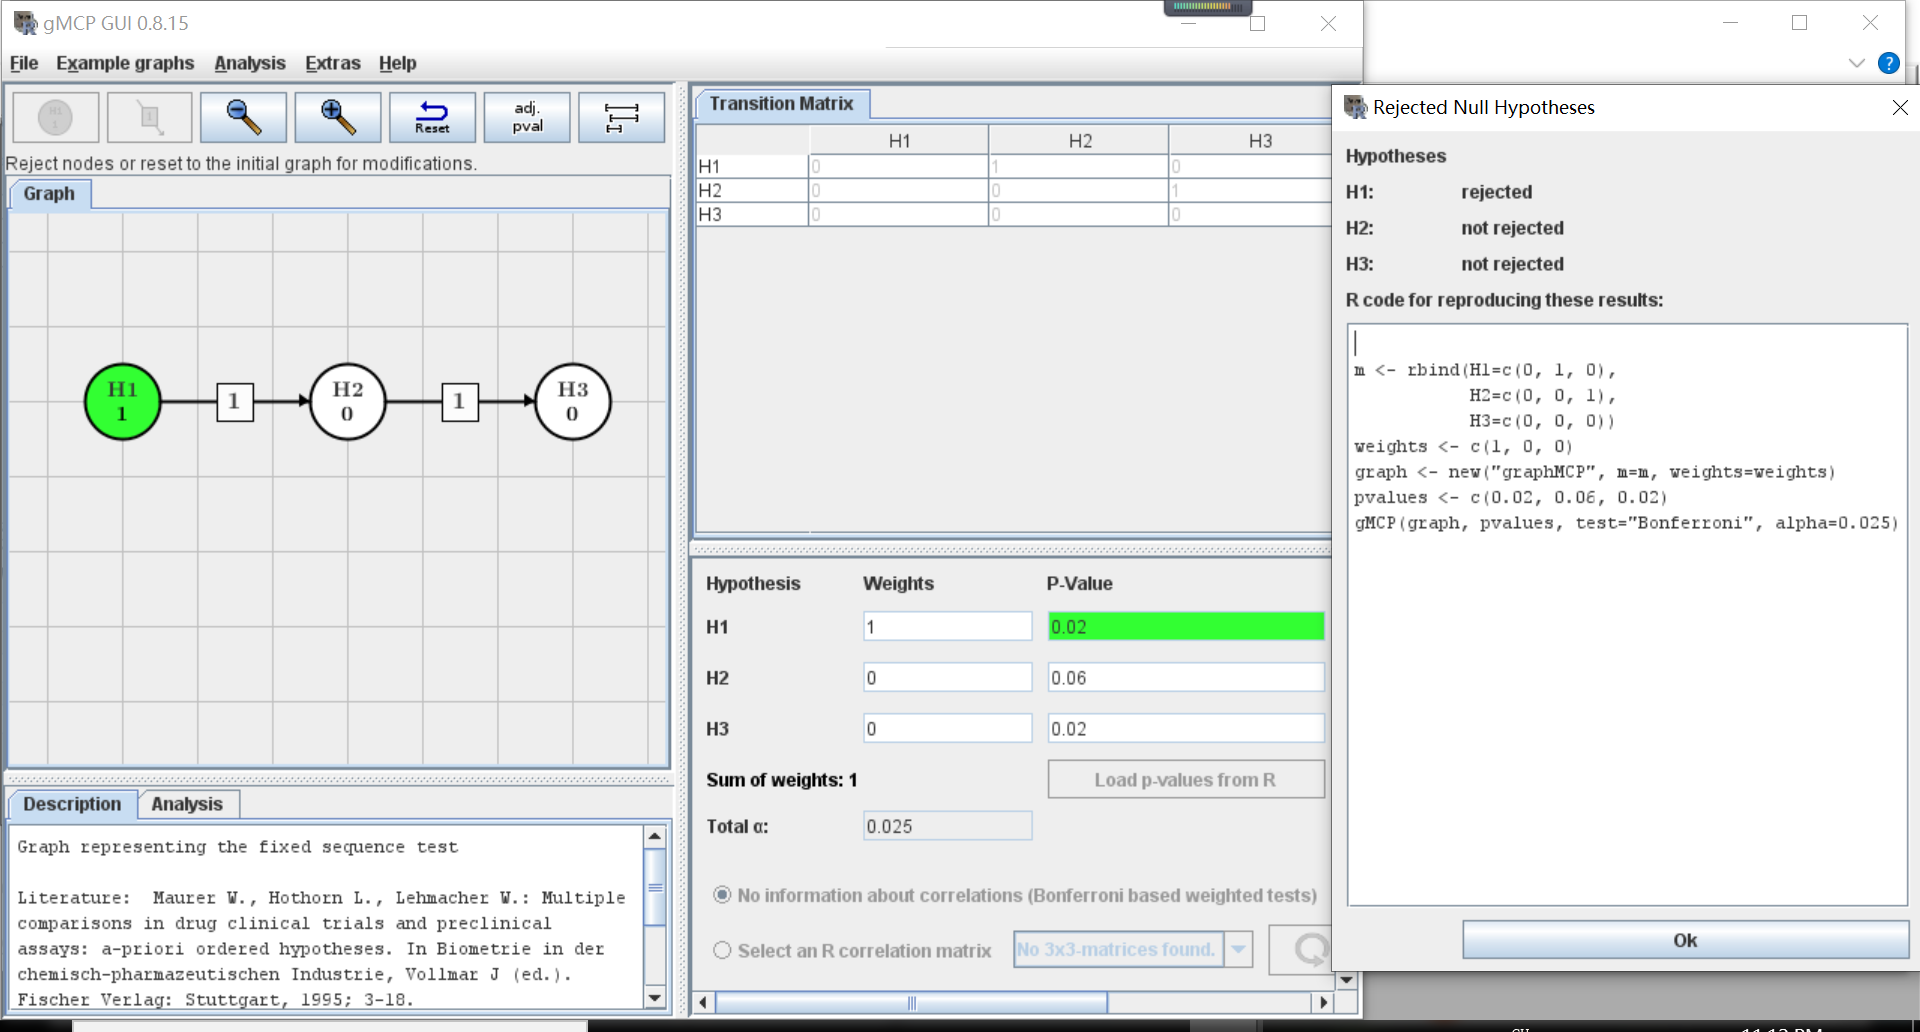 gMCP GUI 0.8.15
File Example graphs Analysis Extras Help
H1
1
1
Reset
adj.
pval
Reject nodes or reset to the initial graph for modifications.
Graph
H1
1
1
H2
0
1
H3
0
Description Analysis
Graph representing the fixed sequence test
Literature: Maurer W., Hothorn L., Lehmacher W.: Multiple
comparisons in drug clinical trials and preclinical
assays: a-priori ordered hypotheses. In Biometrie in der
chemisch-pharmazeutischen Industrie, Vollmar J (ed.).
Fischer Verlag: Stuttgart, 1995; 3-18.
Transition Matrix
H1 H2 H3
H1 0 1 0
H2 0 0 1
H3 0 0 0
Hypothesis Weights P-Value
H1 1 0.02
H2 0 0.06
H3 0 0.02
Sum of weights: 1 Load p-values from R
Total α: 0.025
No information about correlations (Bonferroni based weighted tests)
Select an R correlation matrix No 3x3-matrices found.
?
Rejected Null Hypotheses
Hypotheses
H1: rejected
H2: not rejected
H3: not rejected
R code for reproducing these results:
m <- rbind(H1=c(0, 1, 0),
H2=c(0, 0, 1),
H3=c(0, 0, 0))
weights <- c(1, 0, 0)
graph <- new("graphMCP", m=m, weights=weights)
pvalues <- c(0.02, 0.06, 0.02)
gMCP(graph, pvalues, test="Bonferroni", alpha=0.025)
Ok